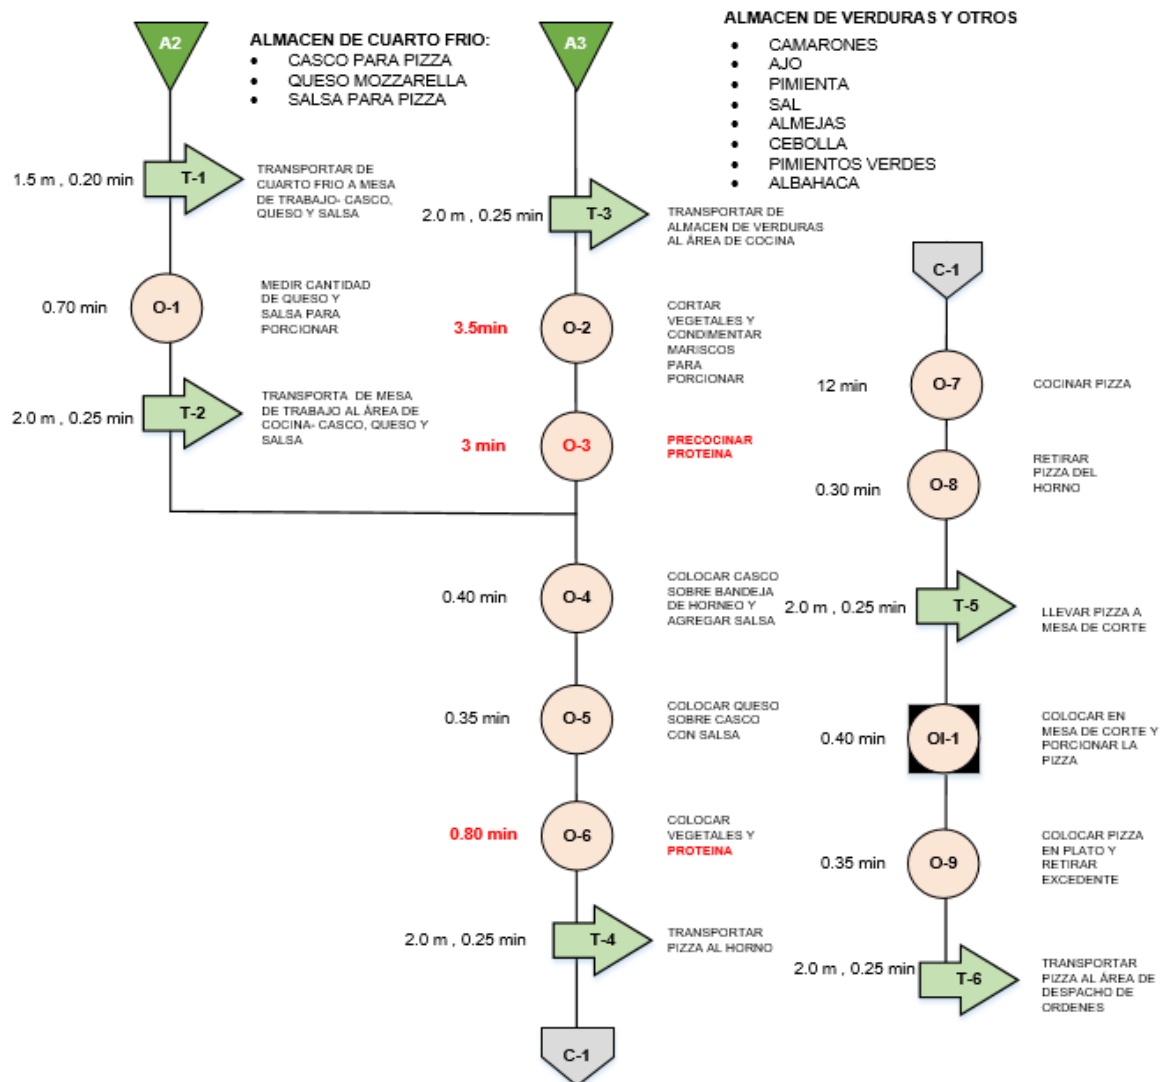 A2
ALMACEN DE CUARTO FRIO:
• CASCO PARA PIZZA
• QUESO MOZZARELLA
• SALSA PARA PIZZA
1.5 m , 0.20 min
T-1
TRANSPORTAR DE
CUARTO FRIO A MESA
DE TRABAJO- CASCO,
QUESO Y SALSA
0.70 min
O-1
MEDIR CANTIDAD
DE QUESO Y
SALSA PARA
PORCIONAR
2.0 m , 0.25 min
T-2
TRANSPORTA DE MESA
DE TRABAJO AL ÁREA DE
COCINA- CASCO, QUESO Y
SALSA
A3
ALMACEN DE VERDURAS Y OTROS
• CAMARONES
• AJO
• PIMIENTA
• SAL
• ALMEJAS
• CEBOLLA
• PIMIENTOS VERDES
• ALBAHACA
2.0 m , 0.25 min
T-3
TRANSPORTAR DE
ALMACEN DE VERDURAS
AL ÁREA DE COCINA
3.5min
O-2
CORTAR
VEGETALES Y
CONDIMENTAR
MARISCOS
PARA
PORCIONAR
3 min
O-3
PRECOCINAR
PROTEINA
0.40 min
O-4
COLOCAR CASCO
SOBRE BANDEJA
DE HORNEO Y
AGREGAR SALSA
0.35 min
O-5
COLOCAR QUESO
SOBRE CASCO
CON SALSA
0.80 min
O-6
COLOCAR
VEGETALES Y
PROTEINA
2.0 m , 0.25 min
T-4
TRANSPORTAR
PIZZA AL HORNO
C-1
C-1
12 min
O-7
COCINAR PIZZA
0.30 min
O-8
RETIRAR
PIZZA DEL
HORNO
2.0 m , 0.25 min
T-5
LLEVAR PIZZA A
MESA DE CORTE
0.40 min
OI-1
COLOCAR EN
MESA DE CORTE Y
PORCIONAR LA
PIZZA
0.35 min
O-9
COLOCAR PIZZA
EN PLATO Y
RETIRAR
EXCEDENTE
2.0 m , 0.25 min
T-6
TRANSPORTAR
PIZZA AL ÁREA DE
DESPACHO DE
ORDENES